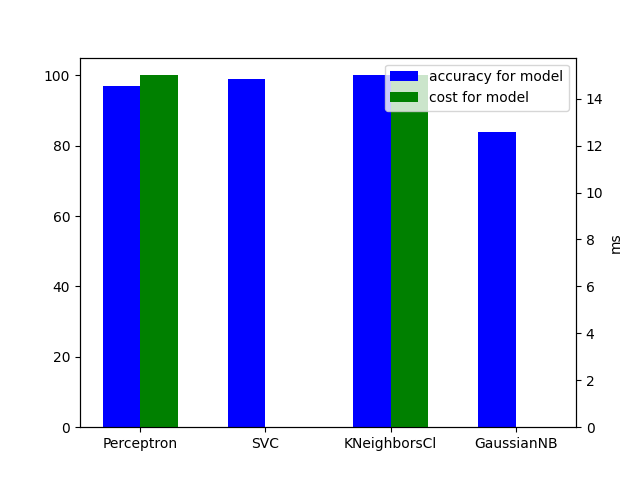 accuracy for model
cost for model
100
80
60
40
20
0
14
12
10
8
6
4
2
0
ms
Perceptron
SVC
KNeighborsCl
GaussianNB